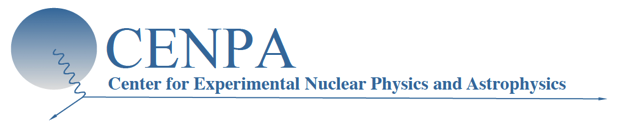 CENPA
Center for Experimental Nuclear Physics and Astrophysics